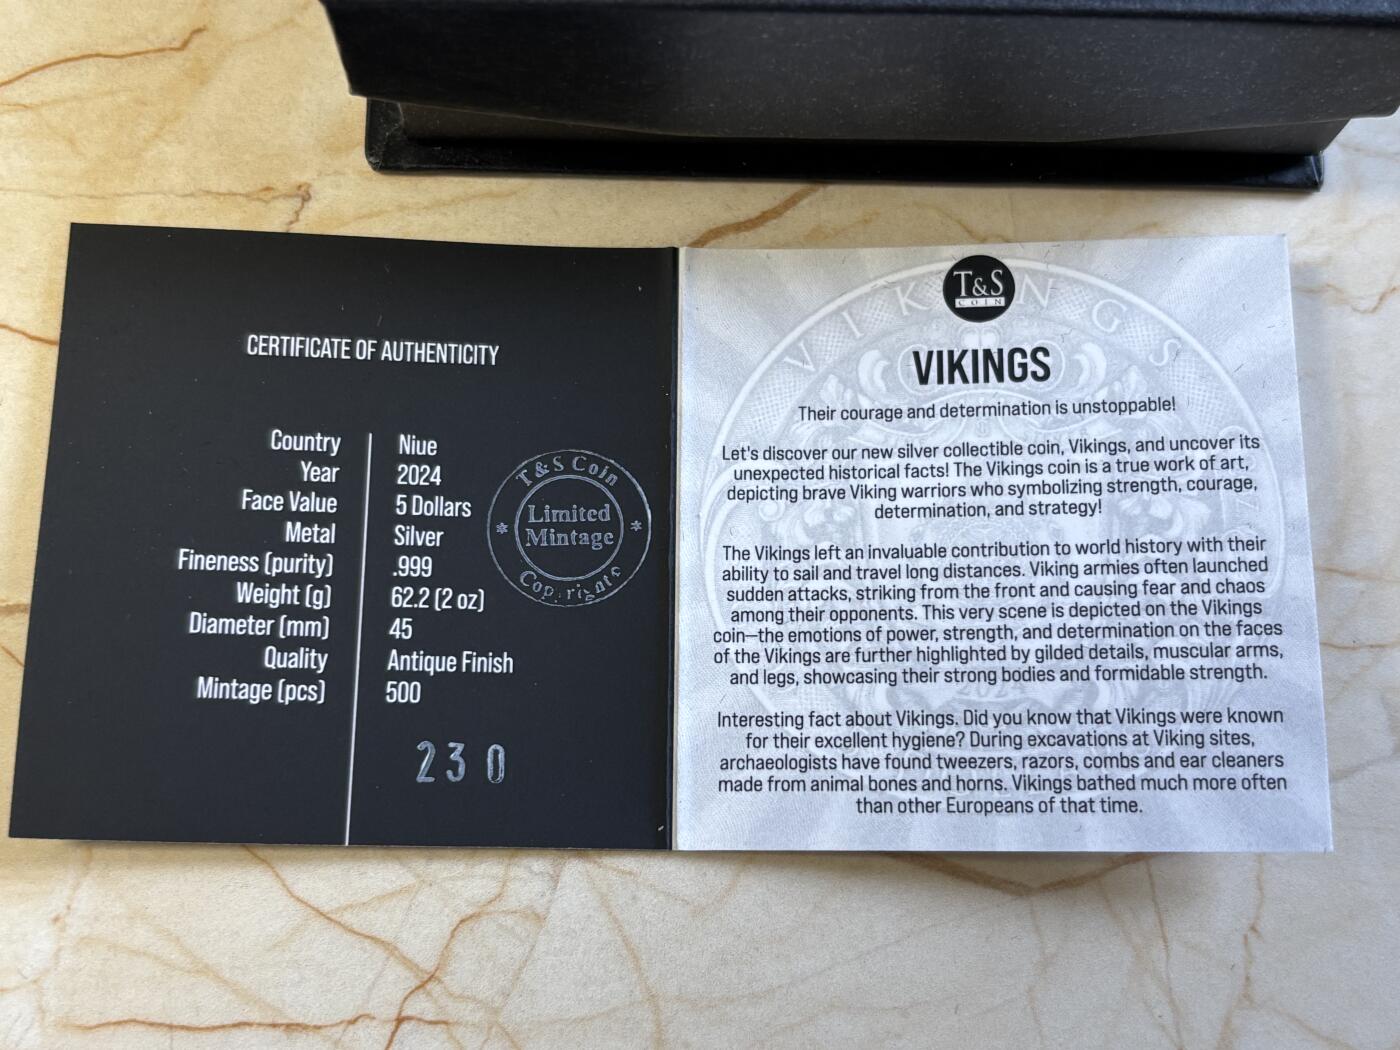 CERTIFICATE OF AUTHENTICITY
Country Niue
Year 2024
Face Value 5 Dollars
Metal Silver
Fineness (purity) .999
Weight (g) 62.2 (2 oz)
Diameter (mm) 45
Quality Antique Finish
Mintage (pcs) 500
230
T&S Coin
Limited
Mintage
T&S
COIN
VIKINGS
VIKINGS
Their courage and determination is unstoppable!
Let's discover our new silver collectible coin, Vikings, and uncover its
unexpected historical facts! The Vikings coin is a true work of art,
depicting brave Viking warriors who symbolizing strength, courage,
determination, and strategy!
The Vikings left an invaluable contribution to world history with their
ability to sail and travel long distances. Viking armies often launched
sudden attacks, striking from the front and causing fear and chaos
among their opponents. This very scene is depicted on the Vikings
coin—the emotions of power, strength, and determination on the faces
of the Vikings are further highlighted by gilded details, muscular arms,
and legs, showcasing their strong bodies and formidable strength.
2024
Interesting fact about Vikings. Did you know that Vikings were known
for their excellent hygiene? During excavations at Viking sites,
archaeologists have found tweezers, razors, combs and ear cleaners
made from animal bones and horns. Vikings bathed much more often
than other Europeans of that time.